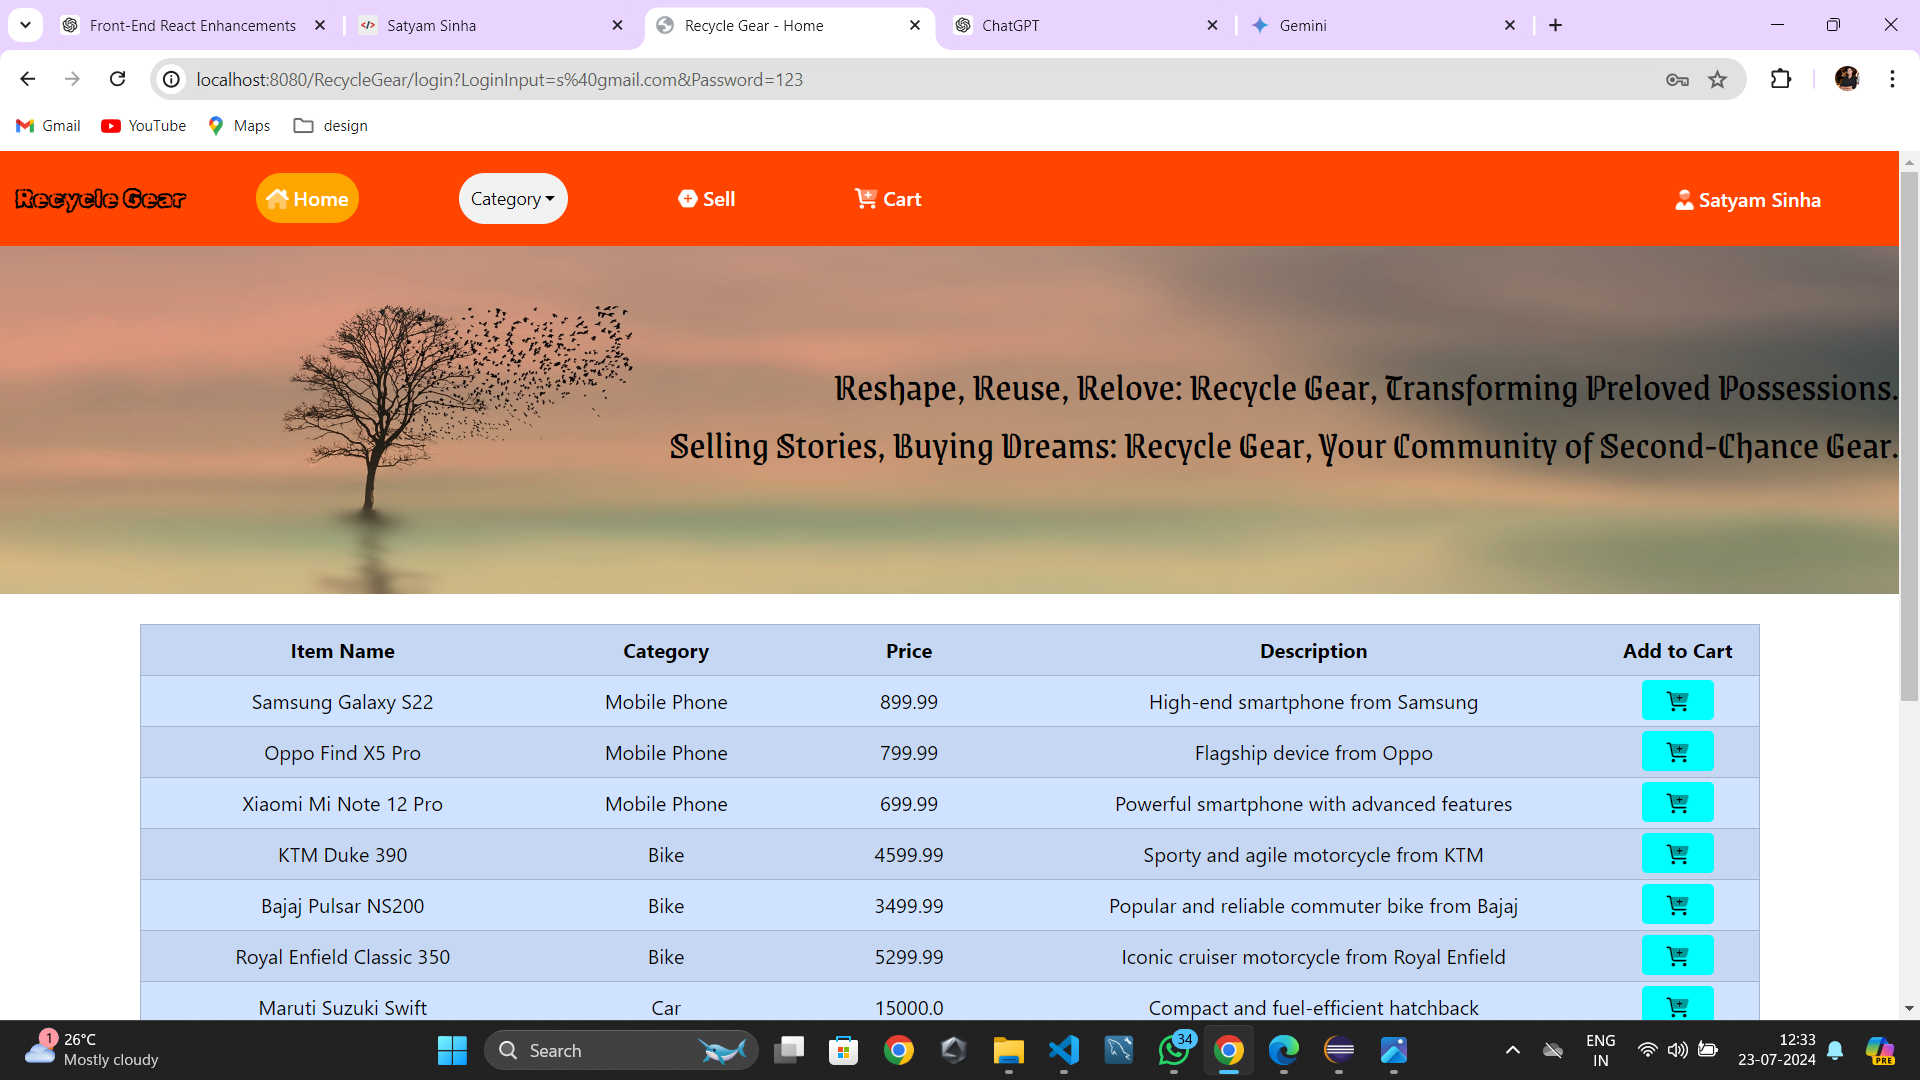 Front-End React Enhancements
Satyam Sinha
Recycle Gear - Home
ChatGPT
Gemini
localhost:8080/RecycleGear/login?LoginInput=s%40gmail.com&Password=123
Gmail
YouTube
Maps
design
Recycle Gear
Home
Category
Sell
Cart
Satyam Sinha
Reshape, Reuse, Relove: Recycle Gear, Transforming Preloved Possessions.
Selling Stories, Buying Dreams: Recycle Gear, Your Community of Second-Chance Gear.
Item Name Category Price Description Add to Cart
Samsung Galaxy S22 Mobile Phone 899.99 High-end smartphone from Samsung
Oppo Find X5 Pro Mobile Phone 799.99 Flagship device from Oppo
Xiaomi Mi Note 12 Pro Mobile Phone 699.99 Powerful smartphone with advanced features
KTM Duke 390 Bike 4599.99 Sporty and agile motorcycle from KTM
Bajaj Pulsar NS200 Bike 3499.99 Popular and reliable commuter bike from Bajaj
Royal Enfield Classic 350 Bike 5299.99 Iconic cruiser motorcycle from Royal Enfield
Maruti Suzuki Swift Car 15000.0 Compact and fuel-efficient hatchback
1
26°C
Mostly cloudy
Search
34
ENG
IN
12:33
23-07-2024
PRE